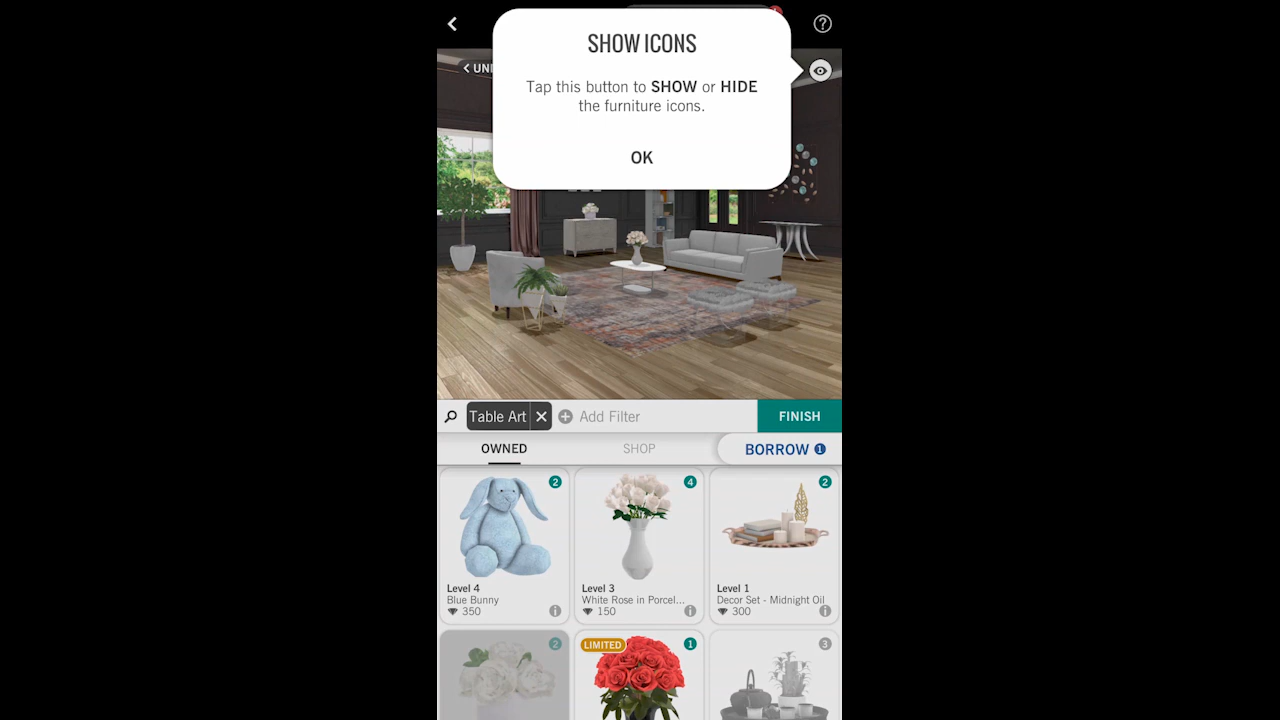 SHOW ICONS
Tap this button to SHOW or HIDE
the furniture icons.
OK
UNI
Table Art
Add Filter
FINISH
OWNED
SHOP
BORROW 1
2
4
2
Level 4
Blue Bunny
350
Level 3
White Rose in Porcel...
150
Level 1
Decor Set - Midnight Oil
300
2
LIMITED
1
3